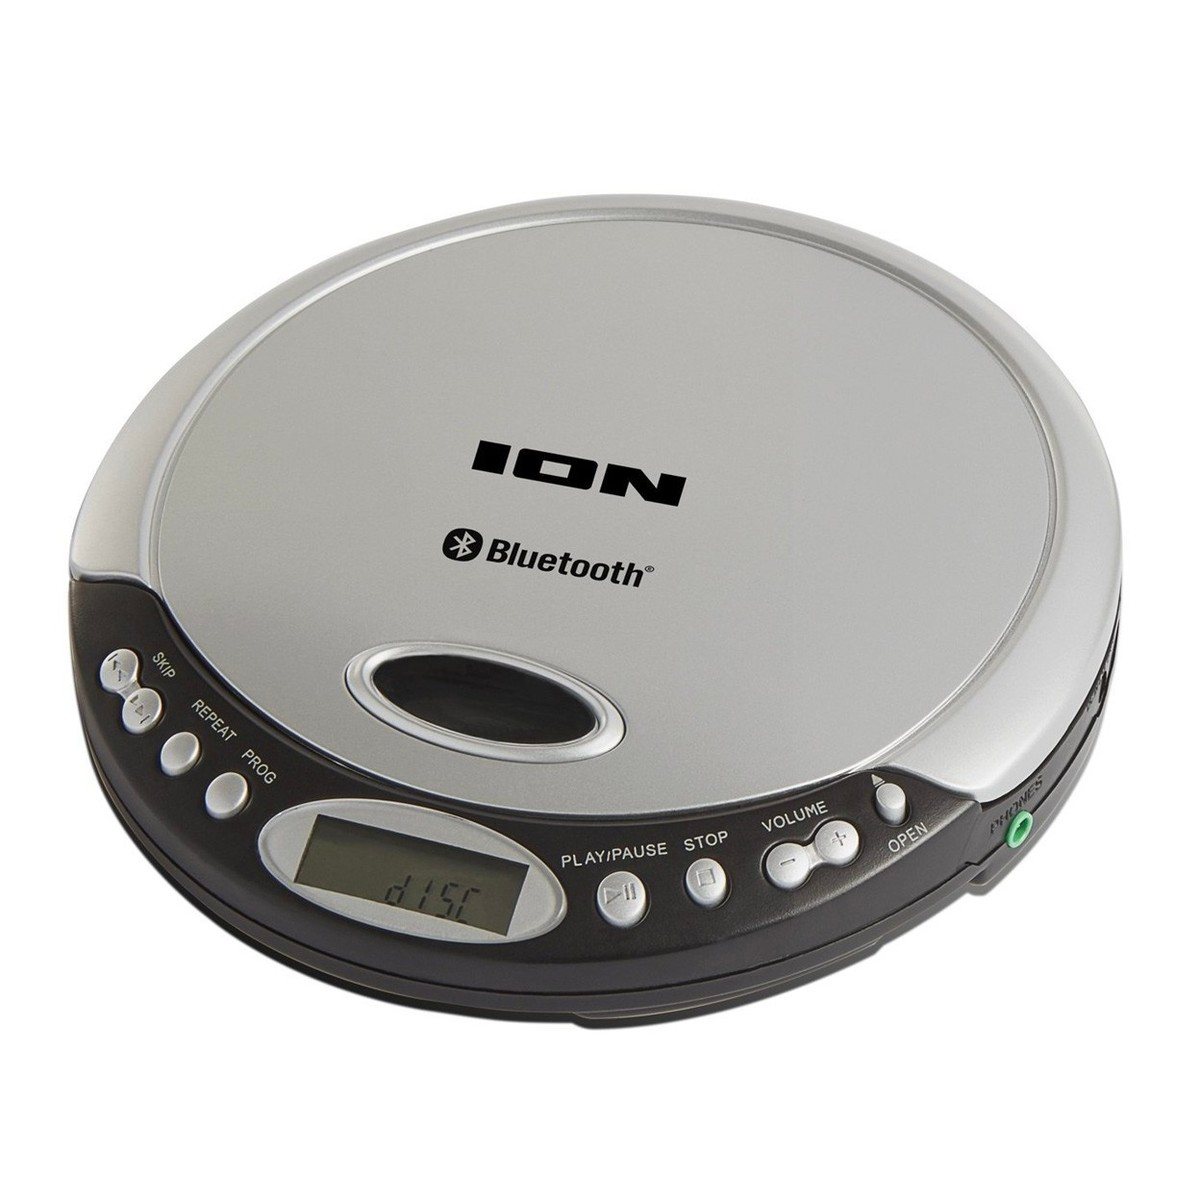 ION
Bluetooth®
SKIP
REPEAT
PROG
dISC
PLAY/PAUSE
STOP
VOLUME
- +
OPEN
PHONES